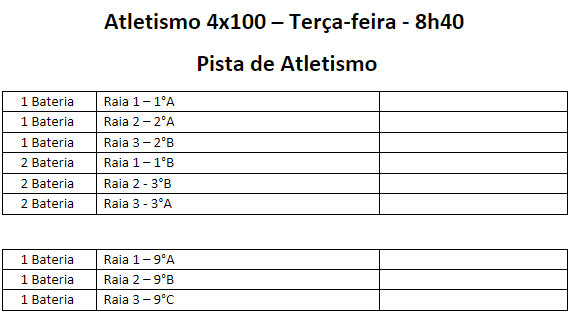 Atletismo 4x100 – Terça-feira - 8h40
Pista de Atletismo
1 Bateria Raia 1 – 1°A
1 Bateria Raia 2 – 2°A
1 Bateria Raia 3 – 2°B
2 Bateria Raia 1 – 1°B
2 Bateria Raia 2 - 3°B
2 Bateria Raia 3 - 3°A
1 Bateria Raia 1 – 9°A
1 Bateria Raia 2 – 9°B
1 Bateria Raia 3 – 9°C